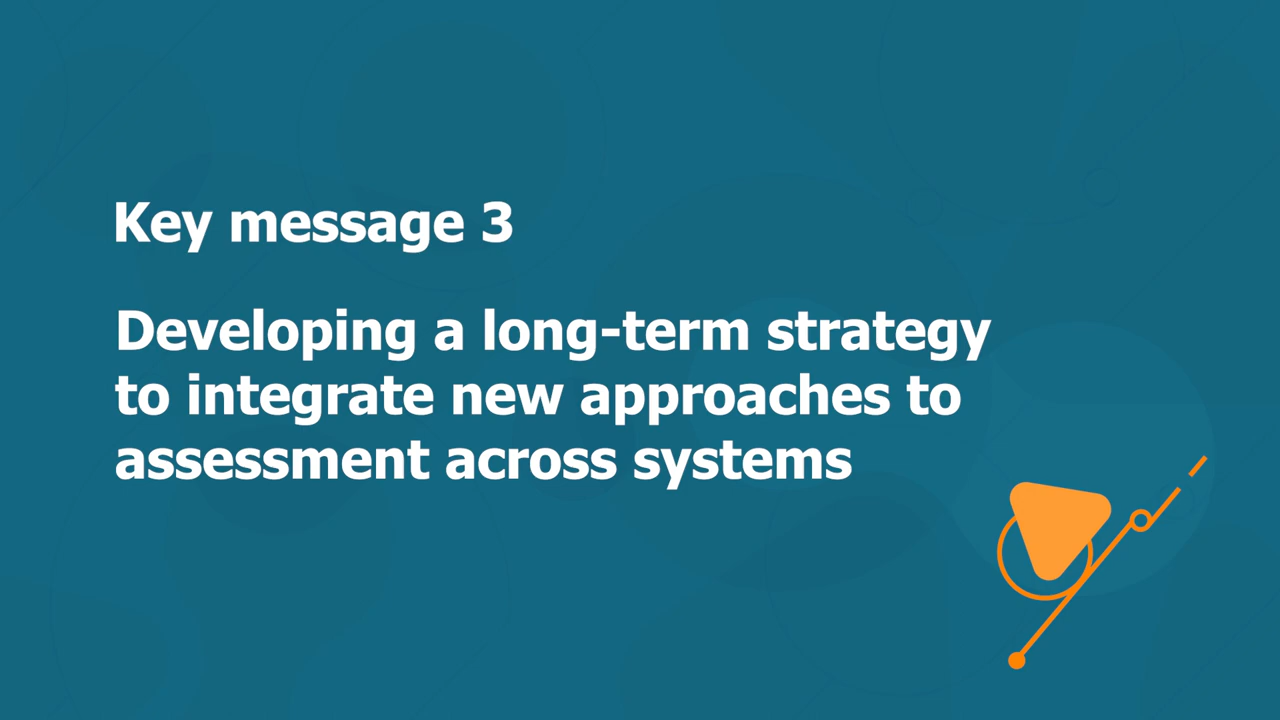 Key message 3
Developing a long-term strategy
to integrate new approaches to
assessment across systems